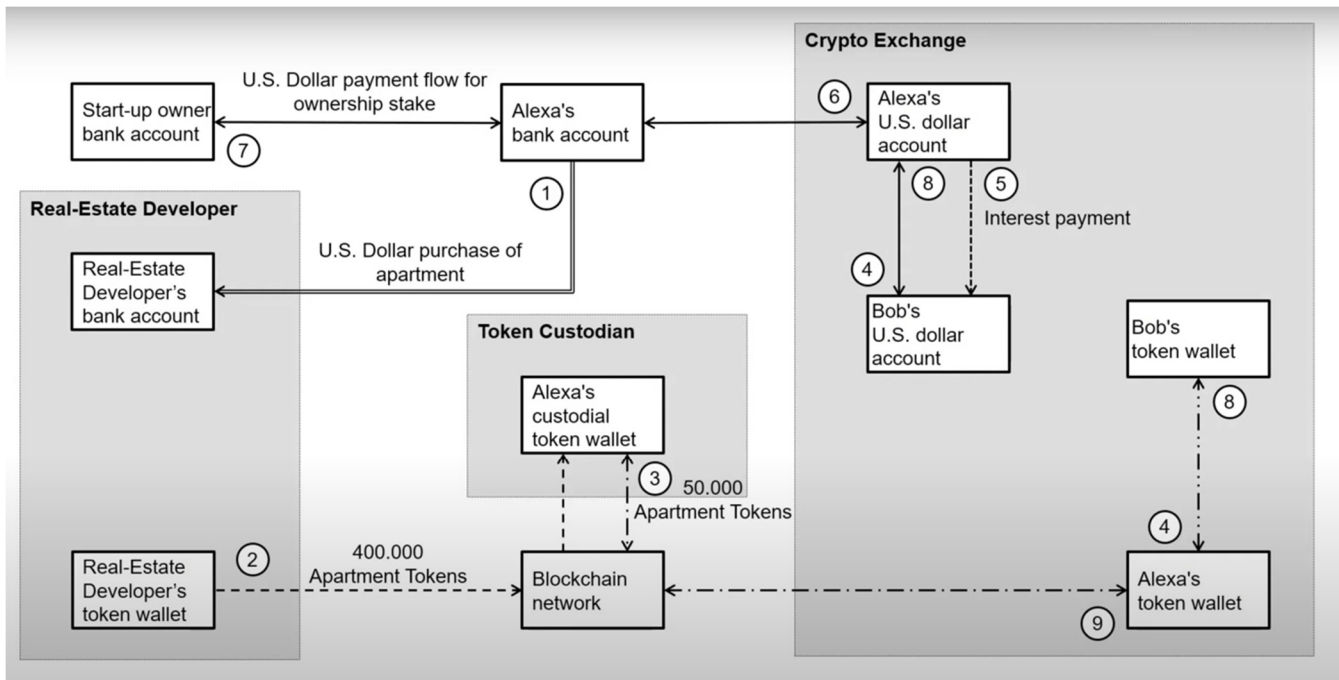 Crypto Exchange
U.S. Dollar payment flow for
ownership stake
Start-up owner
bank account
7
Alexa's
bank account
6
Alexa's
U.S. dollar
account
1
8
5
Interest payment
Real-Estate Developer
U.S. Dollar purchase of
apartment
Real-Estate
Developer's
bank account
4
Bob's
U.S. dollar
account
Bob's
token wallet
8
Token Custodian
Alexa's
custodial
token wallet
3
50.000
Apartment Tokens
Real-Estate
Developer's
token wallet
2
400.000
Apartment Tokens
Blockchain
network
4
Alexa's
token wallet
9